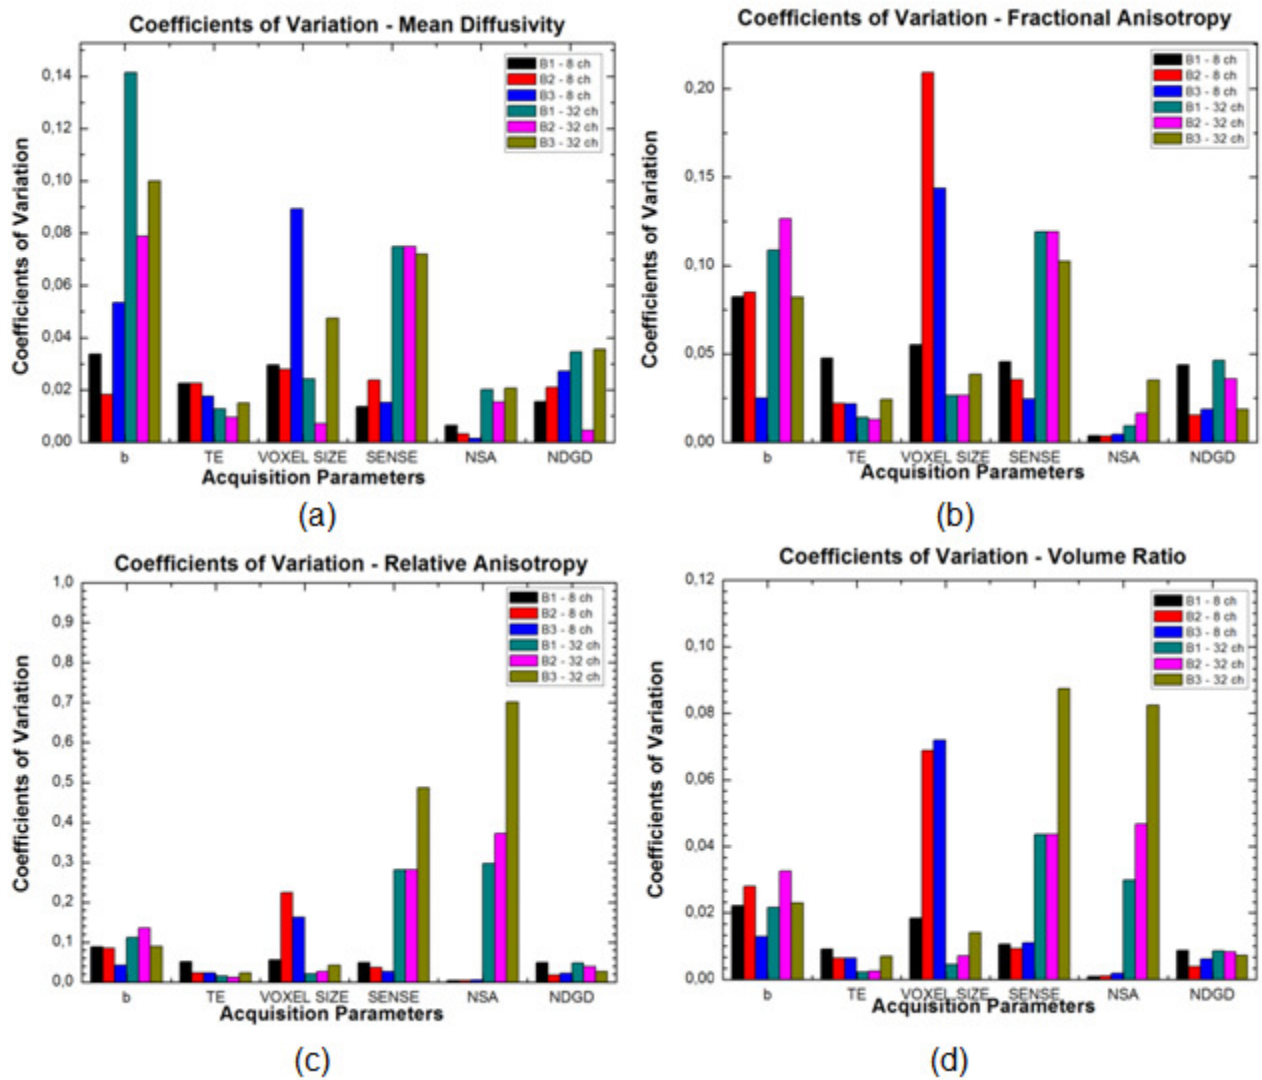 Coefficients of Variation - Mean Diffusivity
Coefficients of Variation
0,14
0,12
0,10
0,08
0,06
0,04
0,02
0,00
B1 - 8 ch
B2 - 8 ch
B3 - 8 ch
B1 - 32 ch
B2 - 32 ch
B3 - 32 ch
b TE VOXEL SIZE SENSE NSA NDGD
Acquisition Parameters
(a)
Coefficients of Variation - Fractional Anisotropy
Coefficients of Variation
0,20
0,15
0,10
0,05
0,00
B1 - 8 ch
B2 - 8 ch
B3 - 8 ch
B1 - 32 ch
B2 - 32 ch
B3 - 32 ch
b TE VOXEL SIZE SENSE NSA NDGD
Acquisition Parameters
(b)
Coefficients of Variation - Relative Anisotropy
Coefficients of Variation
1,0
0,9
0,8
0,7
0,6
0,5
0,4
0,3
0,2
0,1
0,0
B1 - 8 ch
B2 - 8 ch
B3 - 8 ch
B1 - 32 ch
B2 - 32 ch
B3 - 32 ch
b TE VOXEL SIZE SENSE NSA NDGD
Acquisition Parameters
(c)
Coefficients of Variation - Volume Ratio
Coefficients of Variation
0,12
0,10
0,08
0,06
0,04
0,02
0,00
B1 - 8 ch
B2 - 8 ch
B3 - 8 ch
B1 - 32 ch
B2 - 32 ch
B3 - 32 ch
b TE VOXEL SIZE SENSE NSA NDGD
Acquisition Parameters
(d)